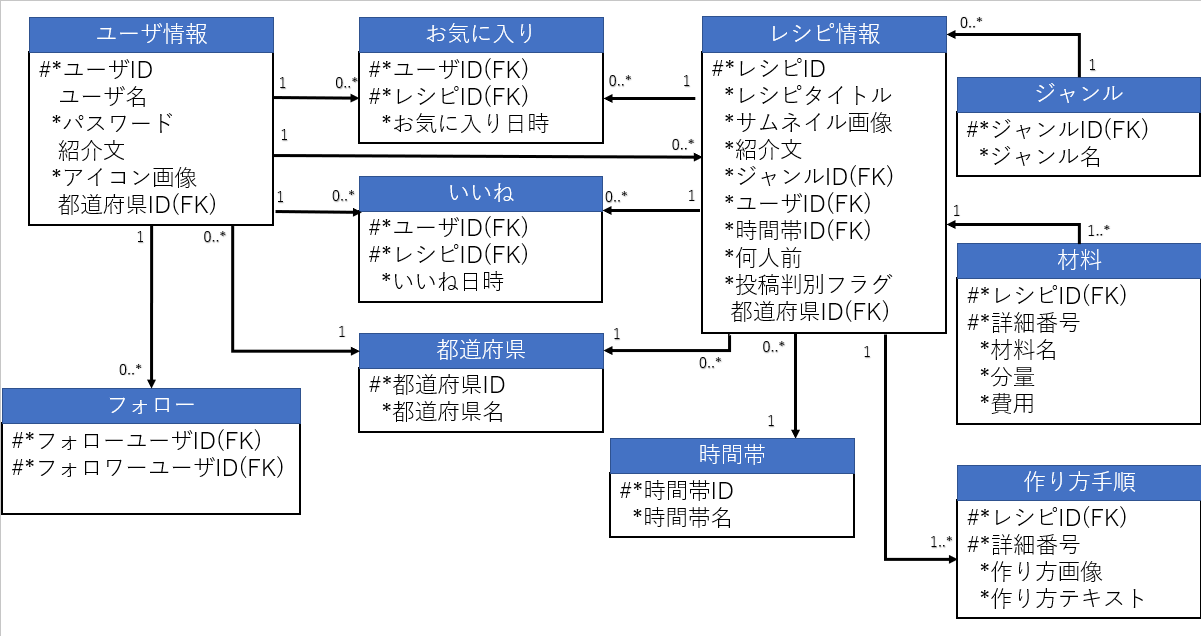 ユーザ情報
#*ユーザID
ユーザ名
*パスワード
紹介文
*アイコン画像
都道府県ID(FK)
お気に入り
#*ユーザID(FK)
#*レシピID(FK)
*お気に入り日時
レシピ情報
#*レシピID
*レシピタイトル
*サムネイル画像
*紹介文
*ジャンルID(FK)
*ユーザID(FK)
*時間帯ID(FK)
*何人前
*投稿判別フラグ
都道府県ID(FK)
ジャンル
#*ジャンルID(FK)
*ジャンル名
いいね
#*ユーザID(FK)
#*レシピID(FK)
*いいね日時
材料
#*レシピID(FK)
#*詳細番号
*材料名
*分量
*費用
都道府県
#*都道府県ID
*都道府県名
フォロー
#*フォローユーザID(FK)
#*フォロワーユーザID(FK)
時間帯
#*時間帯ID
*時間帯名
作り方手順
#*レシピID(FK)
#*詳細番号
*作り方画像
*作り方テキスト
1
0..*
0..*
1
0..*
1
1
0..*
1
0..*
0..*
1
1
1..*
1
0..*
0..*
1
1
0..*
0..*
1
1
1..*